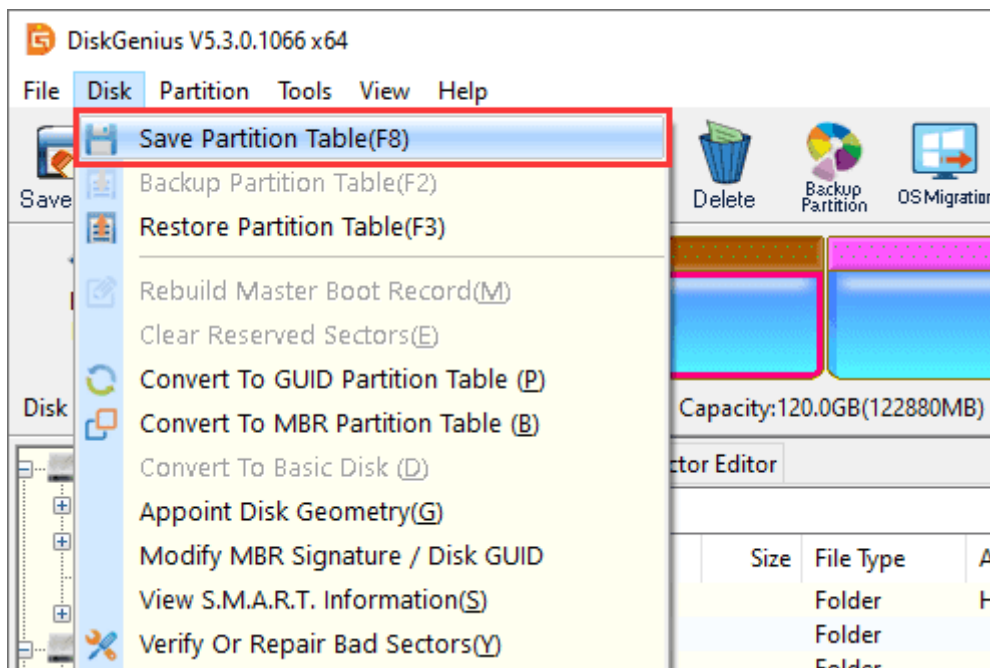 DiskGenius V5.3.0.1066 x64
File Disk Partition Tools View Help
Save Partition Table(F8)
Backup Partition Table(F2)
Restore Partition Table(F3)
Rebuild Master Boot Record(M)
Clear Reserved Sectors(E)
Convert To GUID Partition Table (P)
Convert To MBR Partition Table (B)
Convert To Basic Disk (D)
Appoint Disk Geometry(G)
Modify MBR Signature / Disk GUID
View S.M.A.R.T. Information(S)
Verify Or Repair Bad Sectors(Y)
Save
Delete
Backup
Partition
OS Migration
Disk
Capacity:120.0GB(122880MB)
ctor Editor
Size File Type
Folder
Folder
Folder